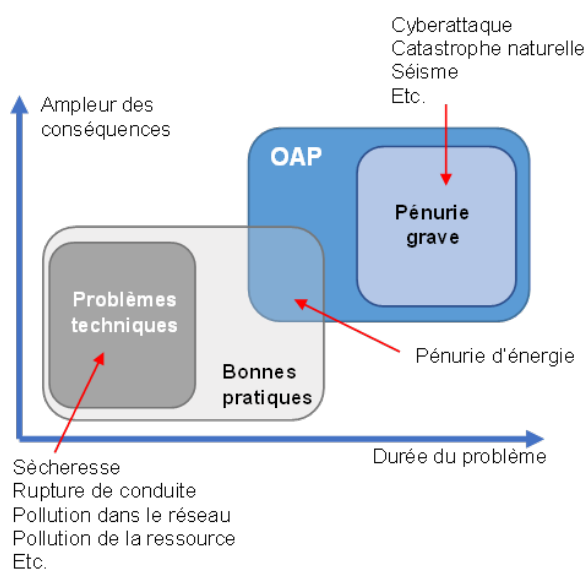 Cyberattaque
Catastrophe naturelle
Séisme
Etc.
Ampleur des
conséquences
OAP
Pénurie
grave
Problèmes
techniques
Bonnes
pratiques
Pénurie d'énergie
Durée du problème
Sècheresse
Rupture de conduite
Pollution dans le réseau
Pollution de la ressource
Etc.